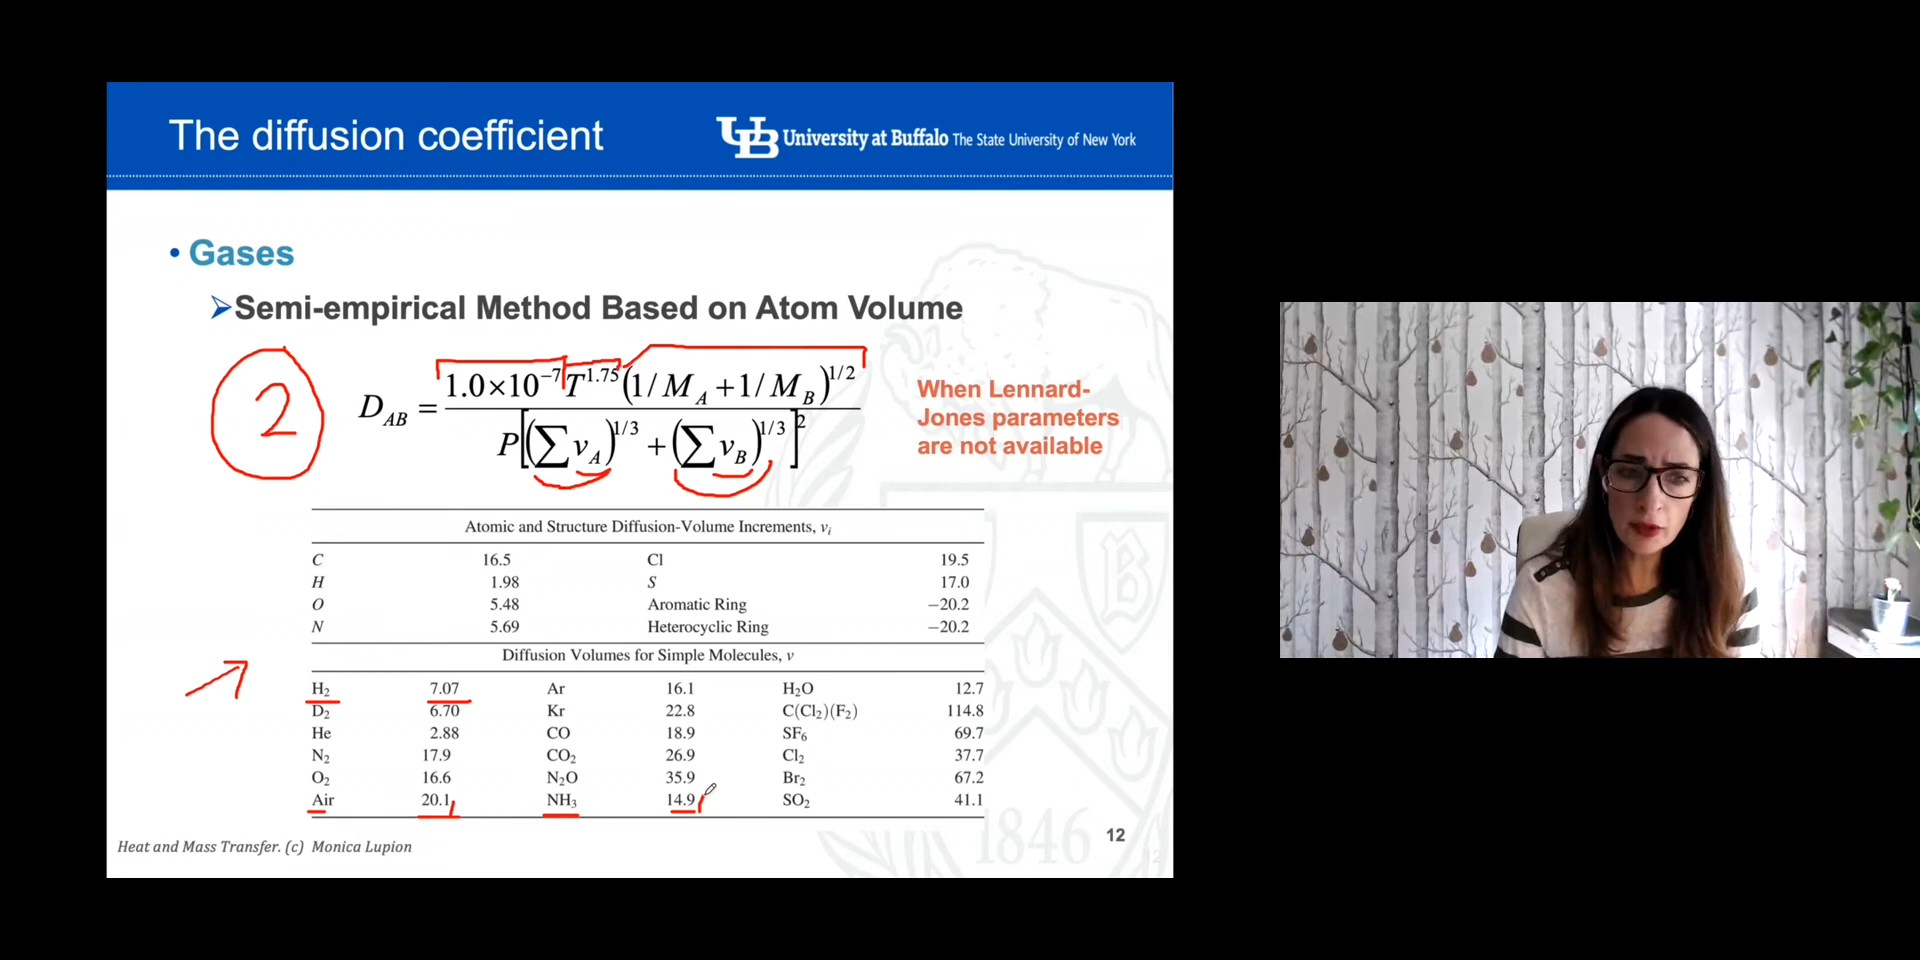 The diffusion coefficient
UB University at Buffalo The State University of New York
• Gases
➢Semi-empirical Method Based on Atom Volume
2
D_AB = 1.0×10⁻⁷T^1.75(1/M_A+1/M_B)^1/2 / P[(∑v_A)^1/3 + (∑v_B)^1/3]²
When Lennard-
Jones parameters
are not available
Atomic and Structure Diffusion-Volume Increments, vᵢ
C 16.5 Cl 19.5
H 1.98 S 17.0
O 5.48 Aromatic Ring −20.2
N 5.69 Heterocyclic Ring −20.2
Diffusion Volumes for Simple Molecules, v
H₂ 7.07 Ar 16.1 H₂O 12.7
D₂ 6.70 Kr 22.8 C(Cl₂)(F₂) 114.8
He 2.88 CO 18.9 SF₆ 69.7
N₂ 17.9 CO₂ 26.9 Cl₂ 37.7
O₂ 16.6 N₂O 35.9 Br₂ 67.2
Air 20.1 NH₃ 14.9 SO₂ 41.1
1846
12
12
Heat and Mass Transfer. (c) Monica Lupion